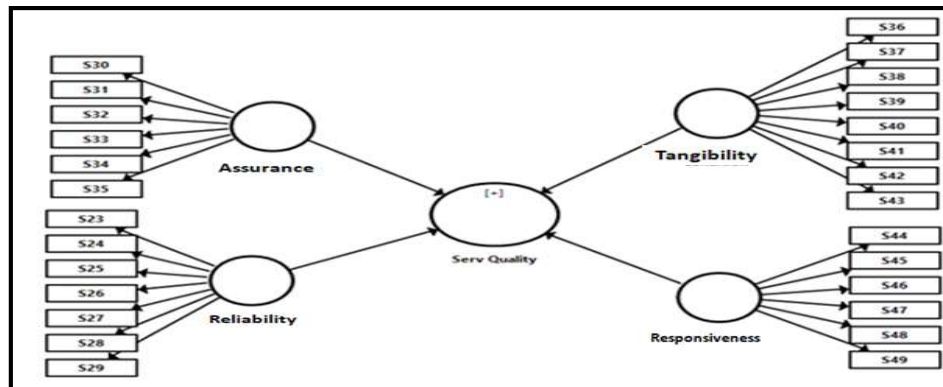 S30
S31
S32
S33
S34
S35
Assurance
S23
S24
S25
S26
S27
S28
S29
Reliability
[+]
Serv Quality
S36
S37
S38
S39
S40
S41
S42
S43
Tangibility
S44
S45
S46
S47
S48
S49
Responsiveness